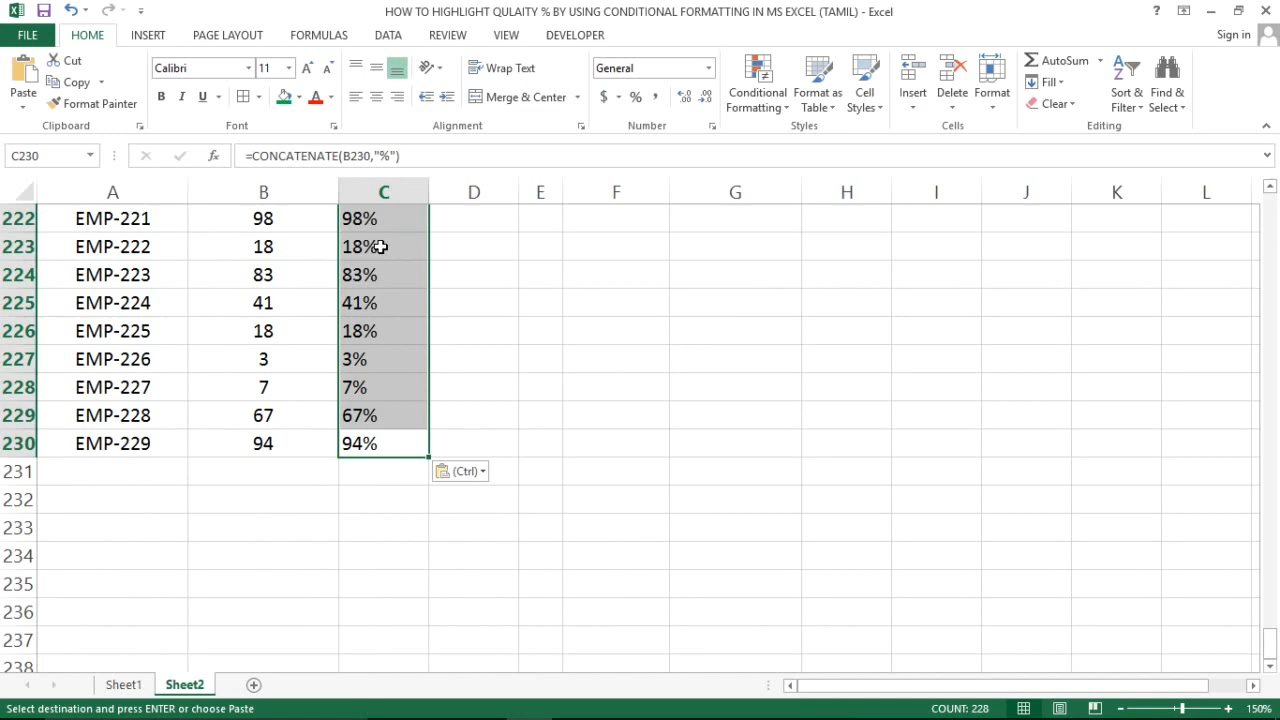 HOW TO HIGHLIGHT QULAITY % BY USING CONDITIONAL FORMATTING IN MS EXCEL (TAMIL) - Excel
FILE HOME INSERT PAGE LAYOUT FORMULAS DATA REVIEW VIEW DEVELOPER Sign in
Paste Cut Copy Format Painter Clipboard
Calibri 11 B I U A Font
Wrap Text Merge & Center Alignment
General $ % , Number
Conditional Formatting Format as Table Cell Styles Styles
Insert Delete Format Cells
AutoSum Fill Clear Sort & Filter Find & Select Editing
C230 fx =CONCATENATE(B230,"%")
A B C D E F G H I J K L
222 EMP-221 98 98%
223 EMP-222 18 18%
224 EMP-223 83 83%
225 EMP-224 41 41%
226 EMP-225 18 18%
227 EMP-226 3 3%
228 EMP-227 7 7%
229 EMP-228 67 67%
230 EMP-229 94 94%
231 (Ctrl)
232
233
234
235
236
237
238
Sheet1 Sheet2
Select destination and press ENTER or choose Paste COUNT: 228 150%